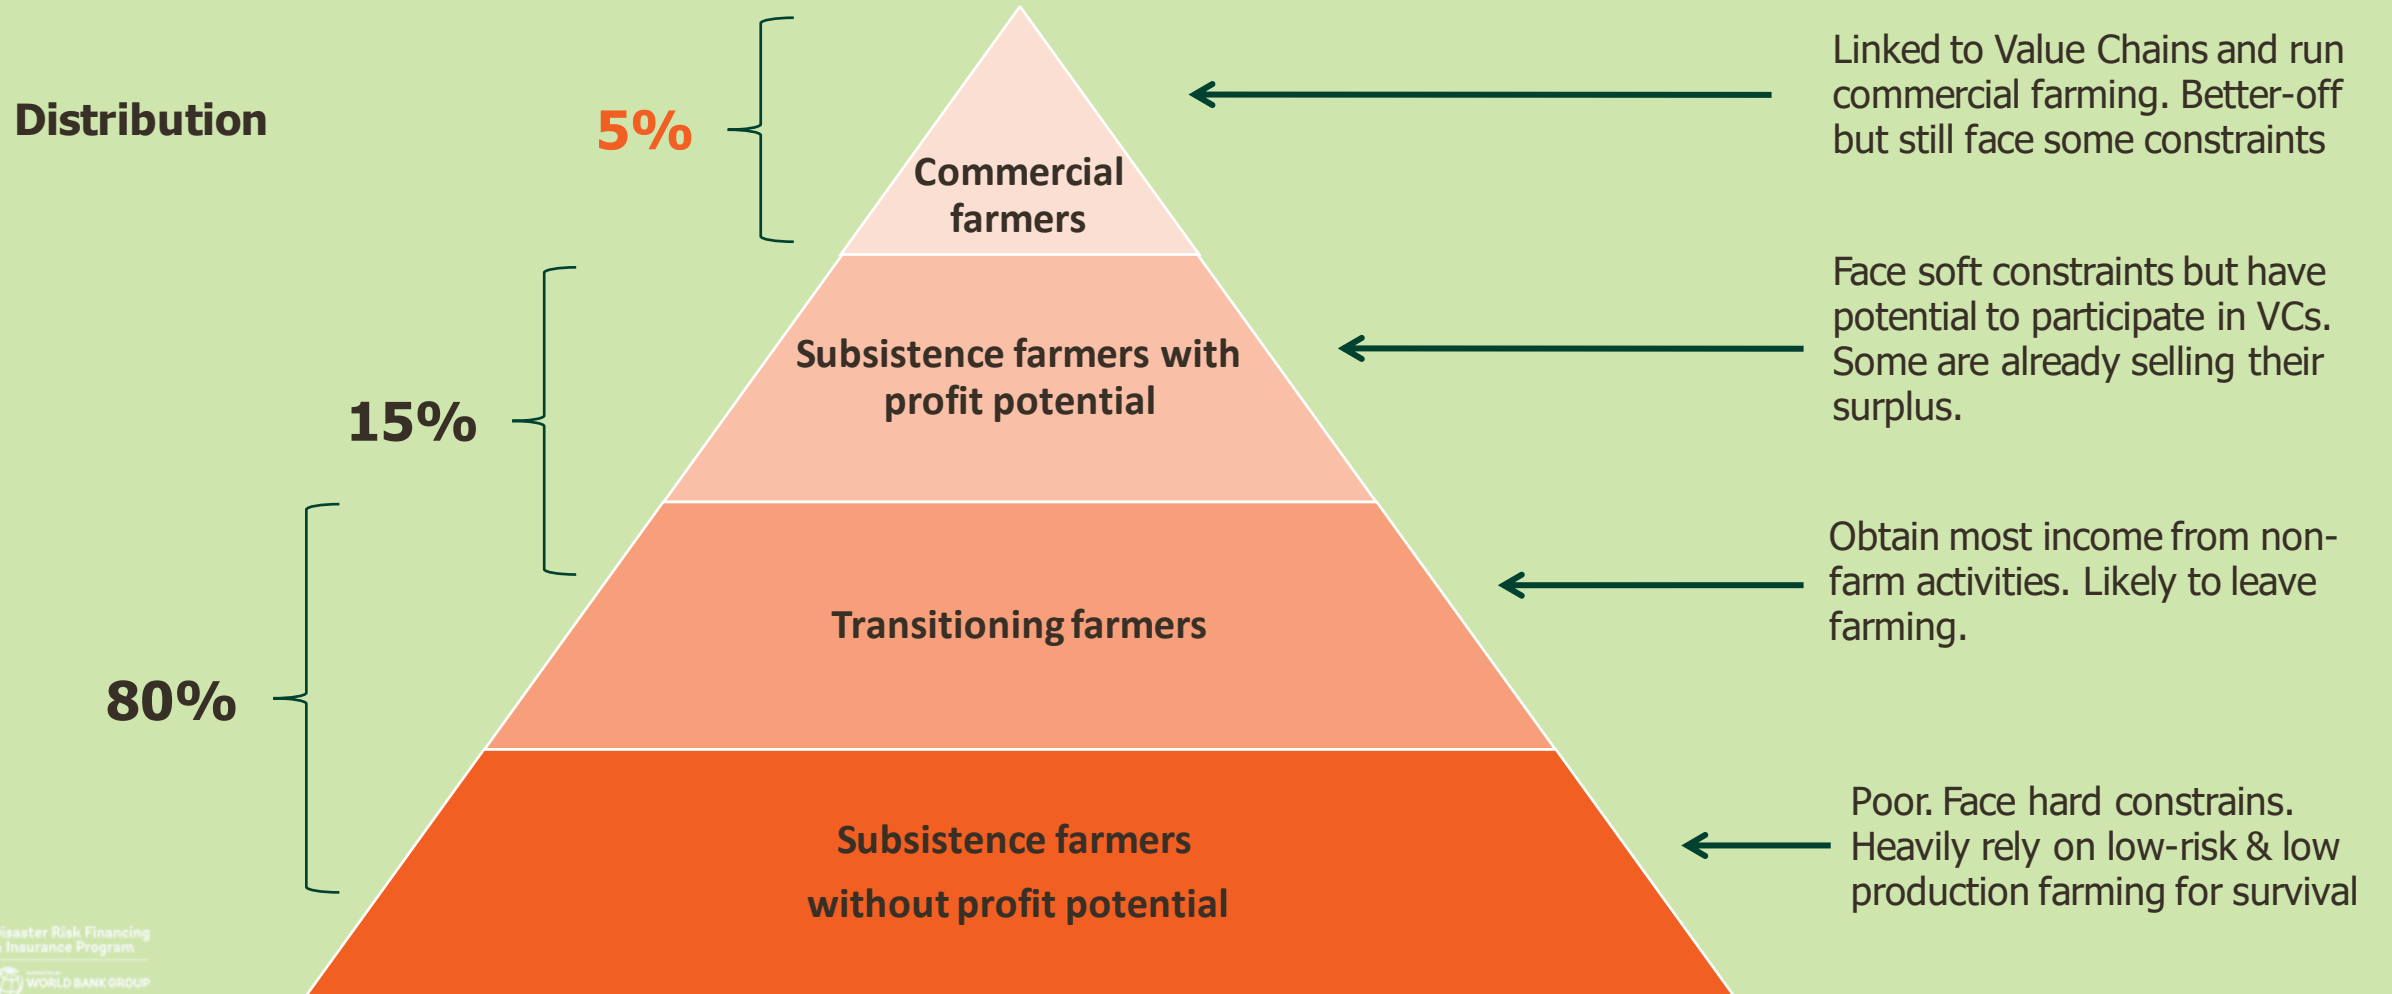 Distribution
5%
Commercial
farmers
Linked to Value Chains and run
commercial farming. Better-off
but still face some constraints
15%
Subsistence farmers with
profit potential
Face soft constraints but have
potential to participate in VCs.
Some are already selling their
surplus.
80%
Transitioning farmers
Obtain most income from non-
farm activities. Likely to leave
farming.
Subsistence farmers
without profit potential
Poor. Face hard constrains.
Heavily rely on low-risk & low
production farming for survival
isaster Risk Financing
Insurance Program
WORLD BANK GROUP